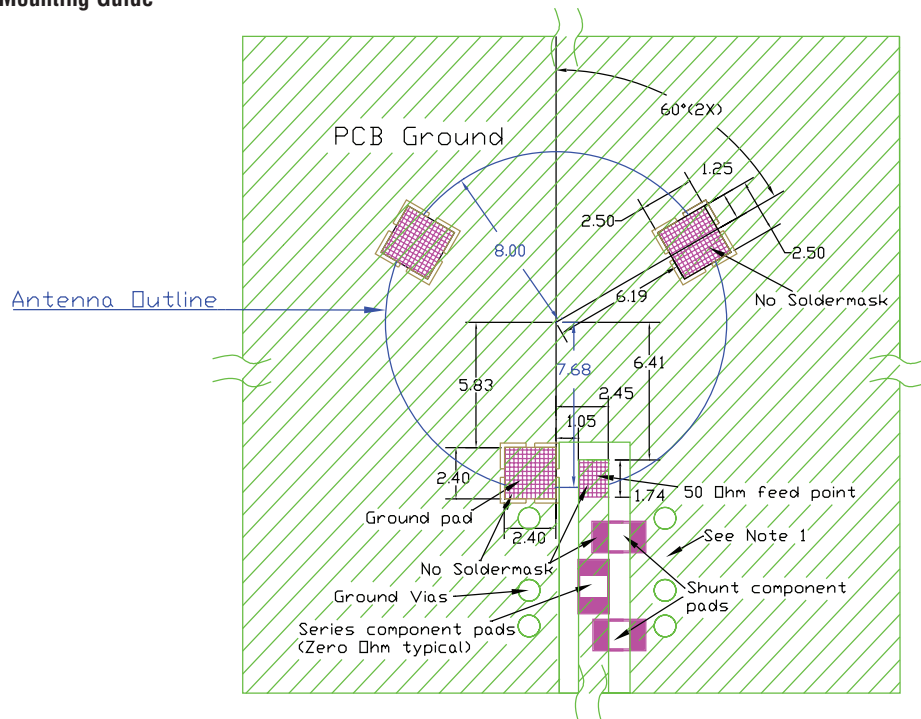 Mounting Guide
60°(2X)
PCB Ground
1.25
2.50
8.00
2.50
6.19
No Soldermask
Antenna Outline
7.68
6.41
5.83
2.45
1.05
2.40
1.74
50 Ohm feed point
Ground pad
2.40
See Note 1
No Soldermask
Ground Vias
Shunt component
pads
Series component pads
(Zero Ohm typical)